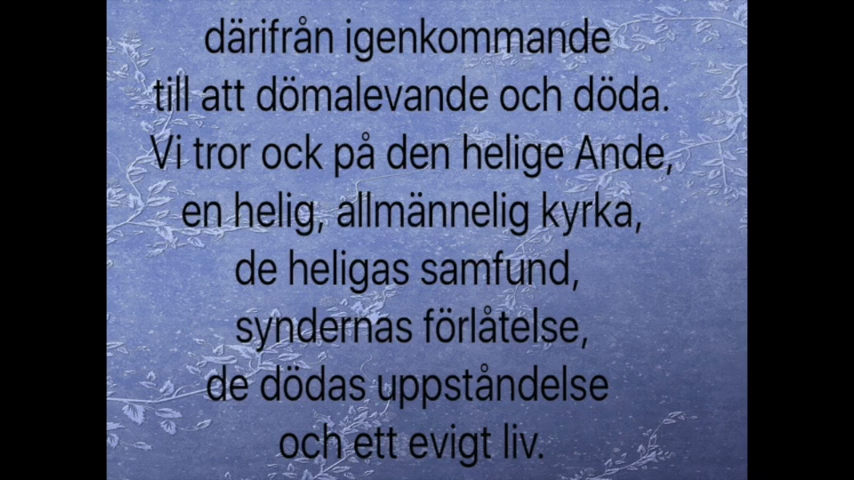 därifrån igenkommande
till att dömalevande och döda.
Vi tror ock på den helige Ande,
en helig, allmännelig kyrka,
de heligas samfund,
syndernas förlåtelse,
de dödas uppståndelse
och ett evigt liv.